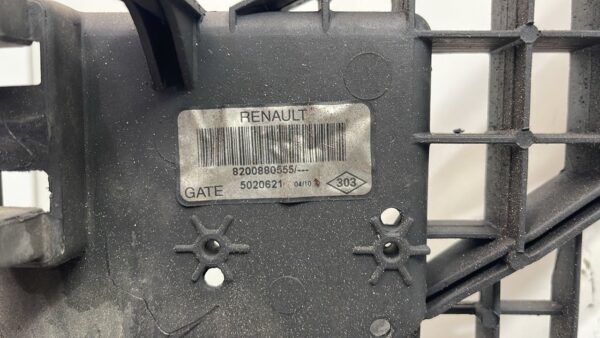 RENAULT
8200880555/---
GATE 5020621 04/10 303